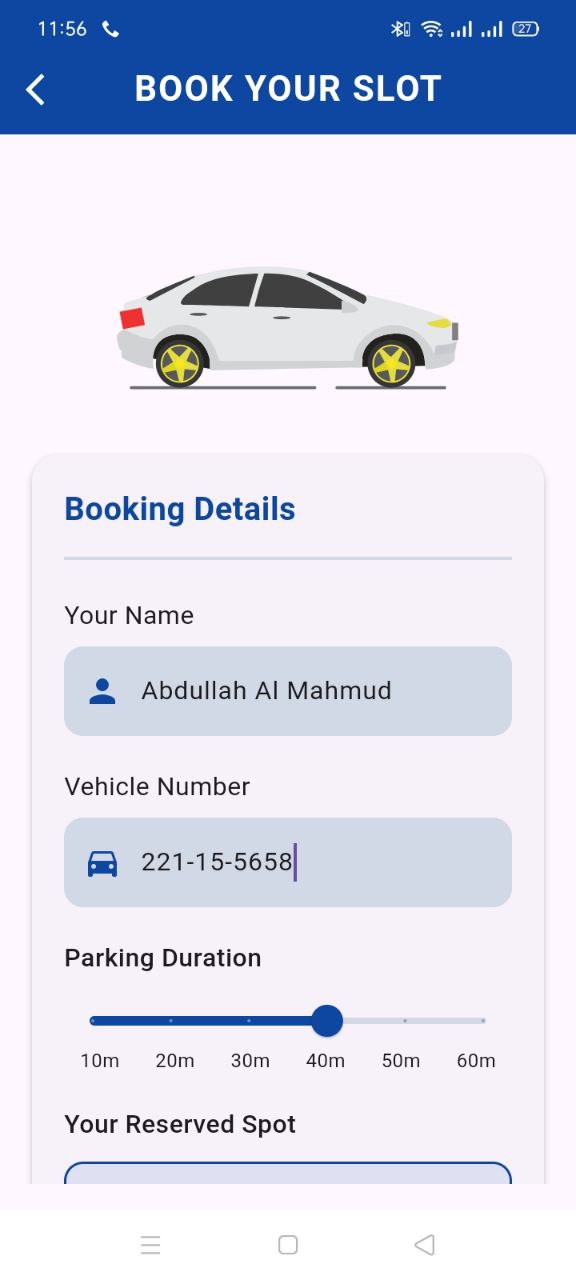 11:56 27
BOOK YOUR SLOT
Booking Details
Your Name
Abdullah Al Mahmud
Vehicle Number
221-15-5658
Parking Duration
10m 20m 30m 40m 50m 60m
Your Reserved Spot